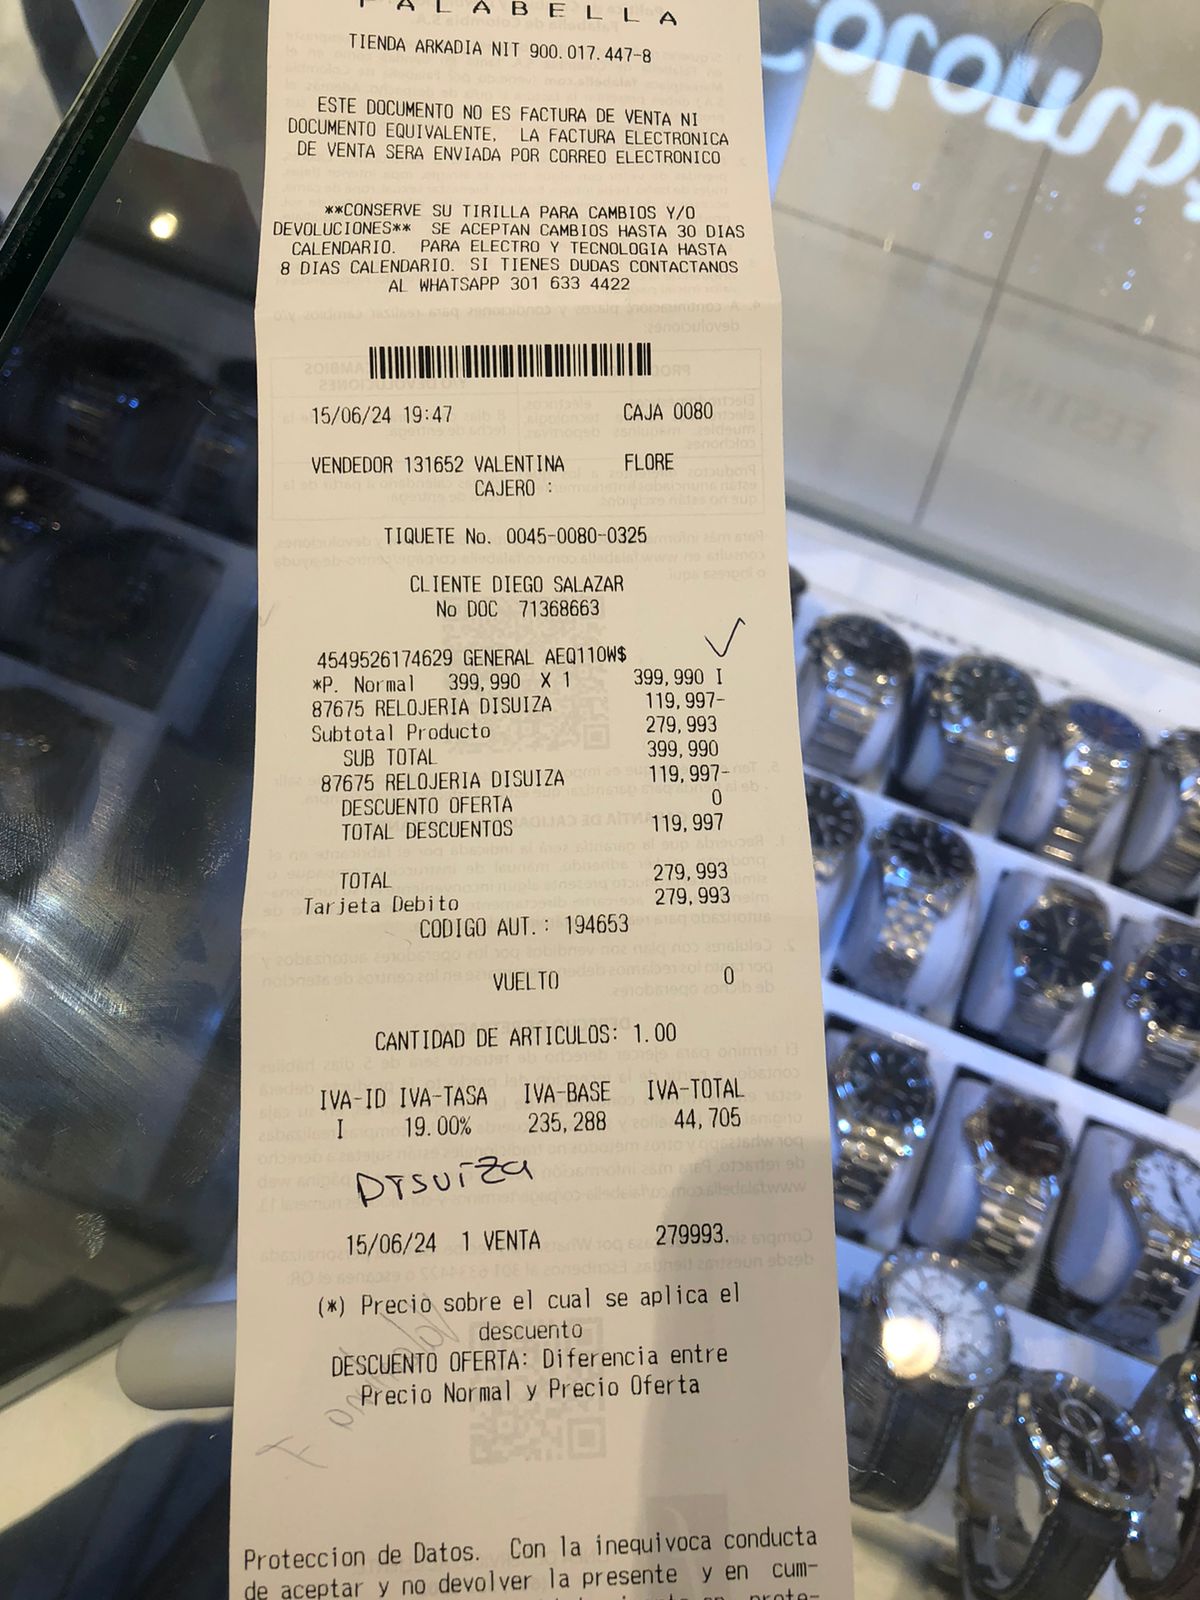 FALABELLA
TIENDA ARKADIA NIT 900.017.447-8
ESTE DOCUMENTO NO ES FACTURA DE VENTA NI
DOCUMENTO EQUIVALENTE. LA FACTURA ELECTRONICA
DE VENTA SERA ENVIADA POR CORREO ELECTRONICO
**CONSERVE SU TIRILLA PARA CAMBIOS Y/O
DEVOLUCIONES** SE ACEPTAN CAMBIOS HASTA 30 DIAS
CALENDARIO. PARA ELECTRO Y TECNOLOGIA HASTA
8 DIAS CALENDARIO. SI TIENES DUDAS CONTACTANOS
AL WHATSAPP 301 633 4422
15/06/24 19:47 CAJA 0080
VENDEDOR 131652 VALENTINA FLORE
CAJERO :
TIQUETE No. 0045-0080-0325
CLIENTE DIEGO SALAZAR
No DOC 71368663
4549526174629 GENERAL AEQ110W$
*P. Normal 399,990 X 1 399,990 I
87675 RELOJERIA DISUIZA 119,997-
Subtotal Producto 279,993
SUB TOTAL 399,990
87675 RELOJERIA DISUIZA 119,997-
DESCUENTO OFERTA 0
TOTAL DESCUENTOS 119,997
TOTAL 279,993
Tarjeta Debito 279,993
CODIGO AUT.: 194653
VUELTO 0
CANTIDAD DE ARTICULOS: 1.00
IVA-ID IVA-TASA IVA-BASE IVA-TOTAL
I 19.00% 235,288 44,705
DISUIZA
15/06/24 1 VENTA 279993.
(*) Precio sobre el cual se aplica el
descuento
DESCUENTO OFERTA: Diferencia entre
Precio Normal y Precio Oferta
Proteccion de Datos. Con la inequivoca conducta
de aceptar y no devolver la presente y en cum-